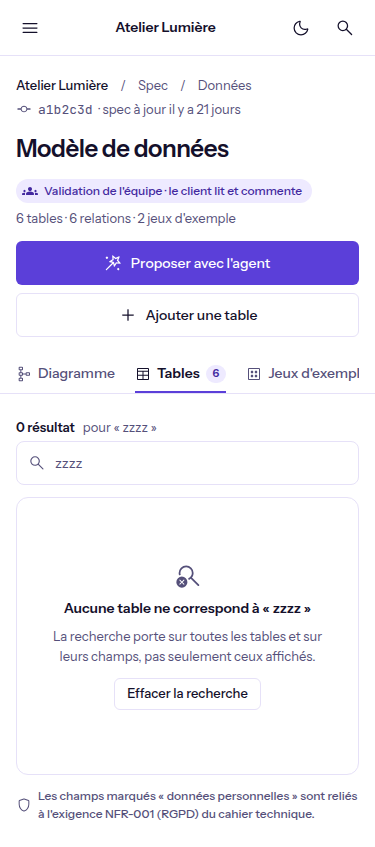 Atelier Lumière
Atelier Lumière / Spec / Données
a1b2c3d · spec à jour il y a 21 jours
Modèle de données
Validation de l'équipe · le client lit et commente
6 tables · 6 relations · 2 jeux d'exemple
Proposer avec l'agent
Ajouter une table
Diagramme Tables 6 Jeux d'exempl
0 résultat pour « zzzz »
zzzz
Aucune table ne correspond à « zzzz »
La recherche porte sur toutes les tables et sur
leurs champs, pas seulement ceux affichés.
Effacer la recherche
Les champs marqués « données personnelles » sont reliés
à l'exigence NFR-001 (RGPD) du cahier technique.